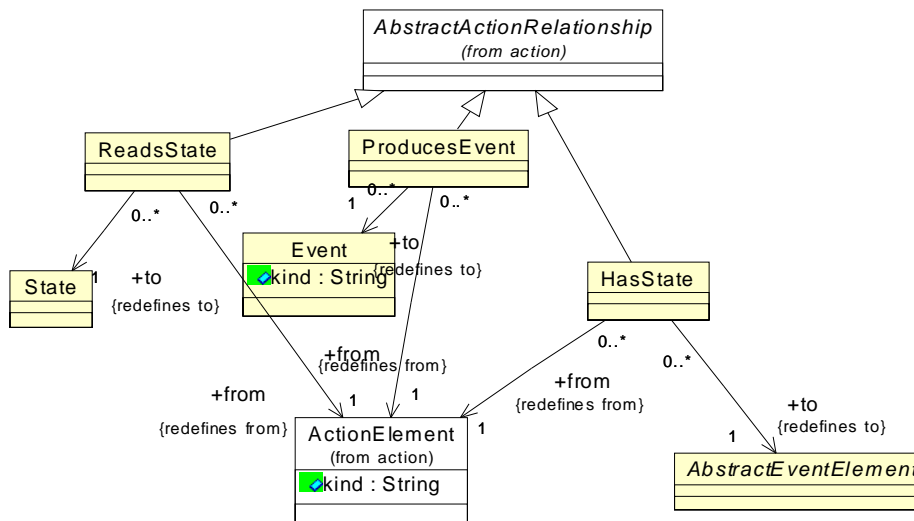 AbstractActionRelationship
(from action)
ReadsState
ProducesEvent
0..*
0..*
0..*
0..*
1
Event
kind : String
+to
{redefines to}
State
1
+to
{redefines to}
HasState
0..*
0..*
+from
{redefines from}
+from
{redefines from}
+from
{redefines from}
+to
{redefines to}
1
1
1
1
ActionElement
(from action)
kind : String
AbstractEventElement